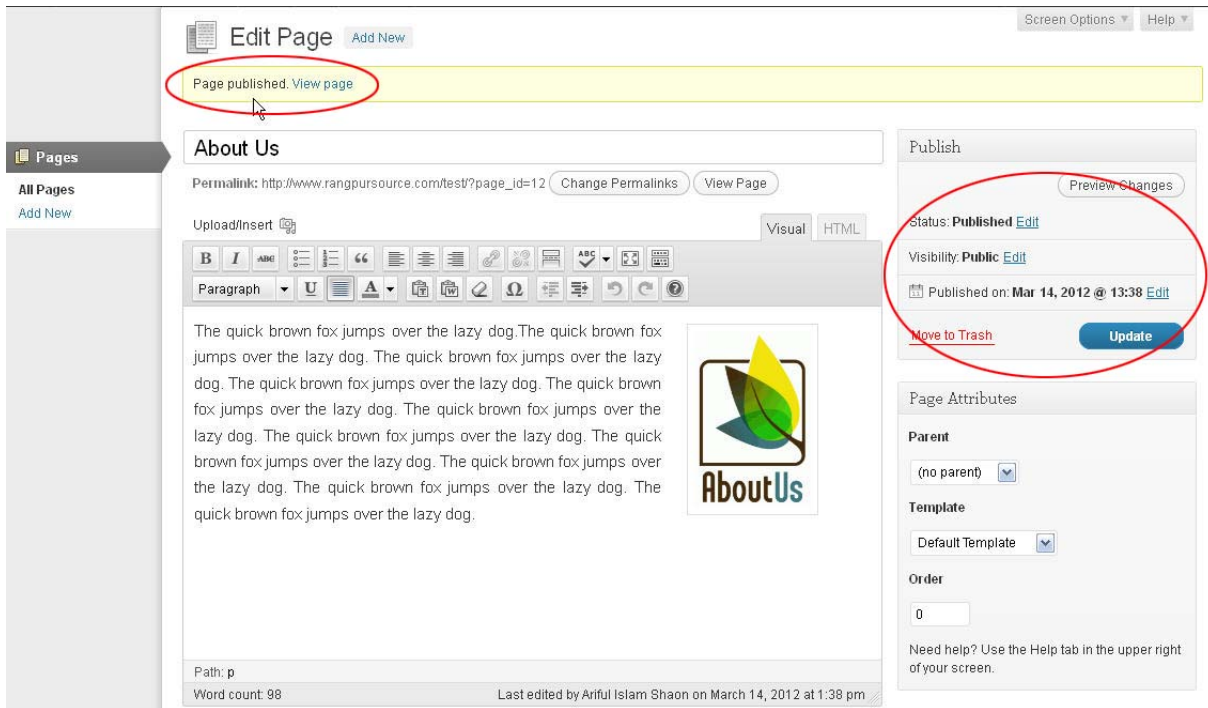 Screen Options
Help
Edit Page
Add New
Page published. View page
Pages
All Pages
Add New
About Us
Permalink: http://www.rangpursource.com/test/?page_id=12
Change Permalinks
View Page
Upload/Insert
Visual
HTML
B I ABC
ABC
Paragraph
U
A
T
W
Ω
The quick brown fox jumps over the lazy dog.The quick brown fox
jumps over the lazy dog. The quick brown fox jumps over the lazy
dog. The quick brown fox jumps over the lazy dog. The quick brown
fox jumps over the lazy dog. The quick brown fox jumps over the
lazy dog. The quick brown fox jumps over the lazy dog. The quick
brown fox jumps over the lazy dog. The quick brown fox jumps over
the lazy dog. The quick brown fox jumps over the lazy dog. The
quick brown fox jumps over the lazy dog.
AboutUs
Path: p
Word count: 98
Last edited by Ariful Islam Shaon on March 14, 2012 at 1:38 pm
Publish
Preview Changes
Status: Published Edit
Visibility: Public Edit
Published on: Mar 14, 2012 @ 13:38 Edit
Move to Trash
Update
Page Attributes
Parent
(no parent)
Template
Default Template
Order
0
Need help? Use the Help tab in the upper right
of your screen.